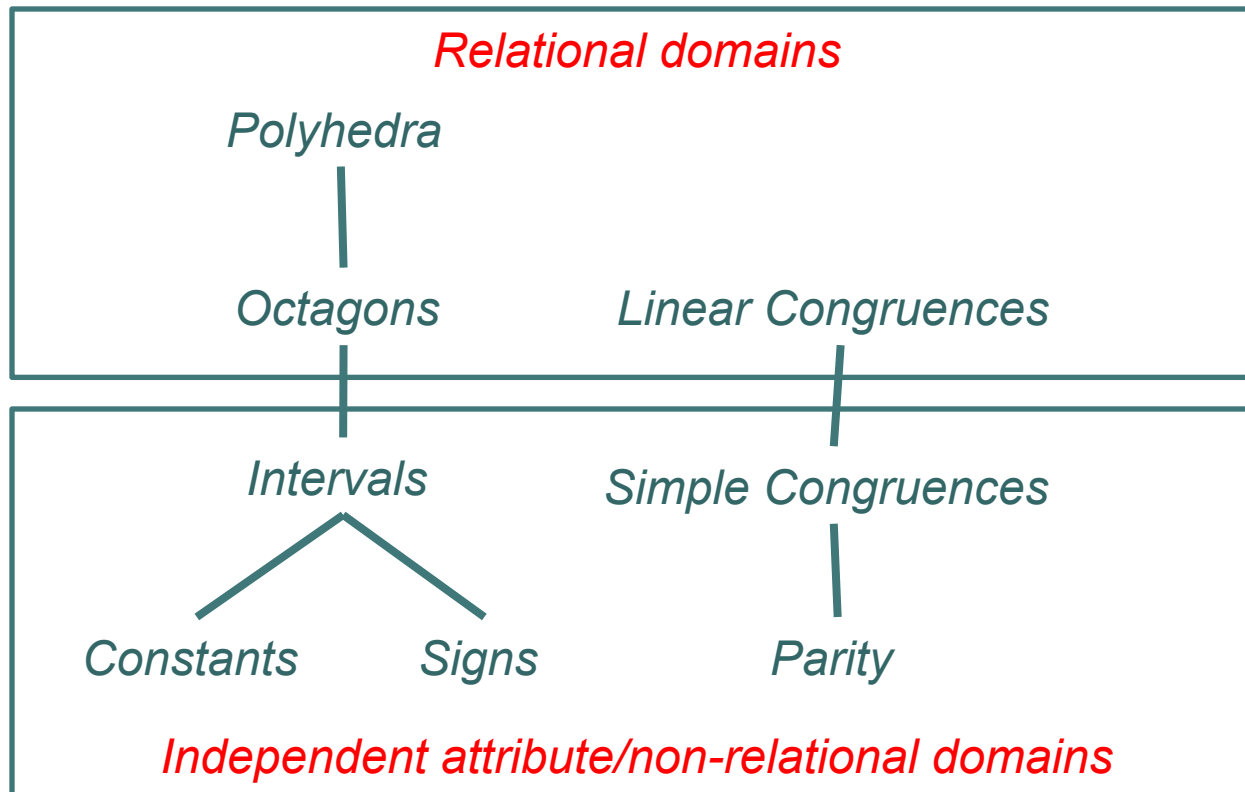 Relational domains
Polyhedra
Octagons
Linear Congruences
Intervals
Simple Congruences
Constants
Signs
Parity
Independent attribute/non-relational domains